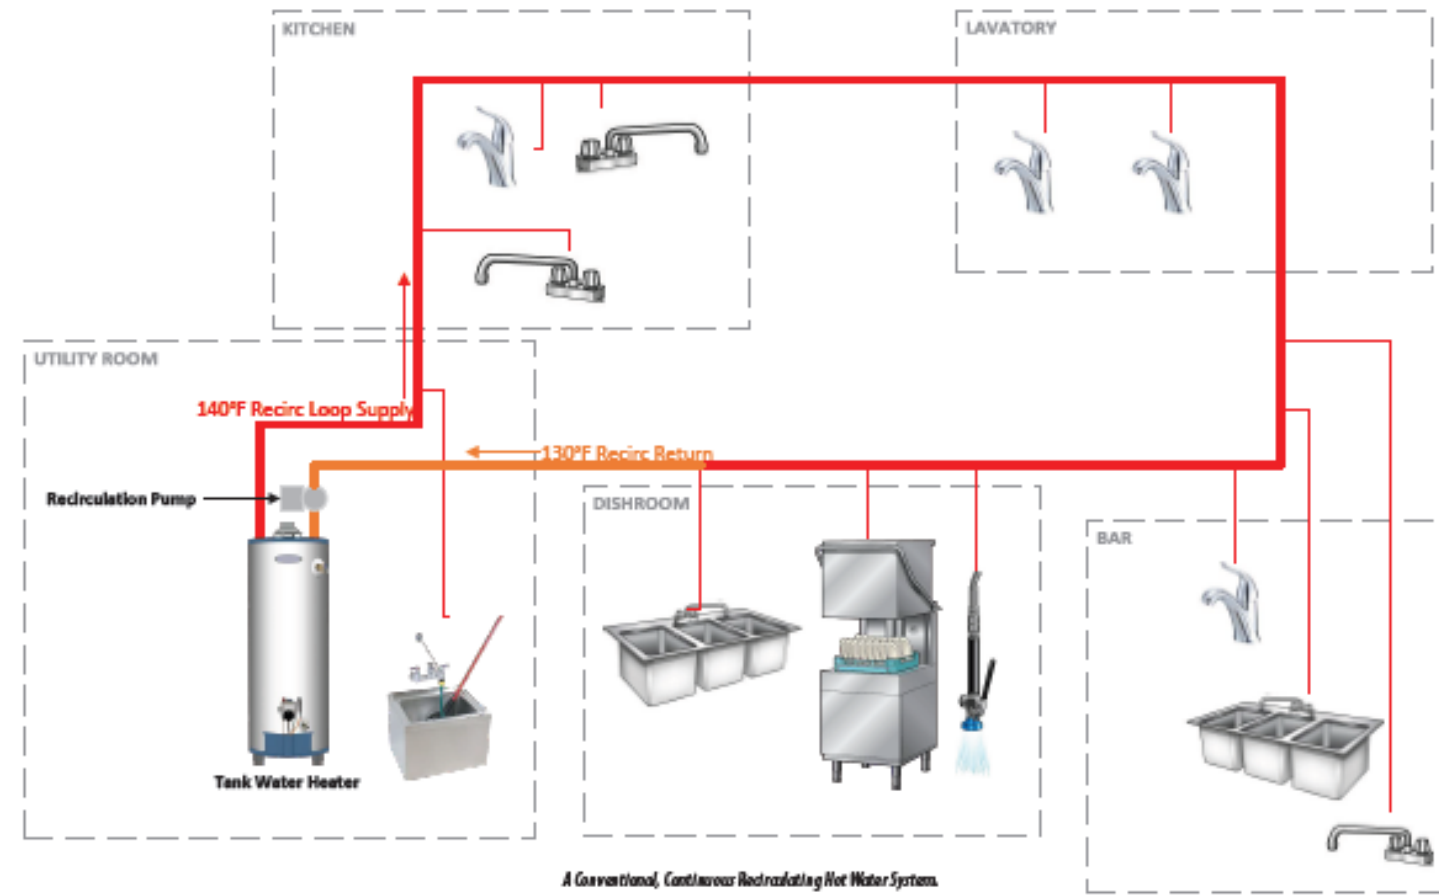 KITCHEN
LAVATORY
UTILITY ROOM
140°F Recirc Loop Supply
130°F Recirc Return
Recirculation Pump
DISHROOM
BAR
Tank Water Heater
A Conventional, Continuous Recirculating Hot Water System.